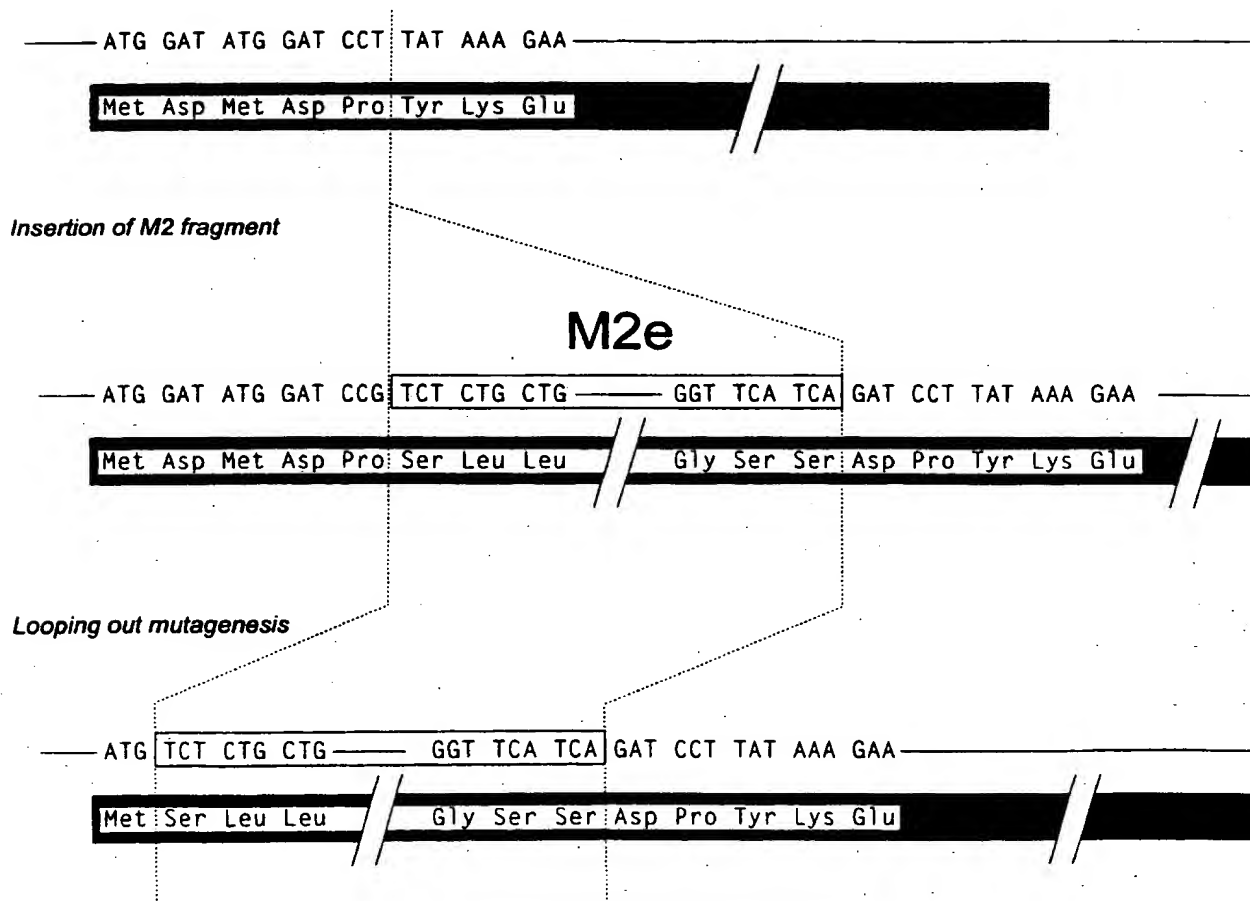 ATG GAT ATG GAT CCT TAT AAA GAA
Met Asp Met Asp Pro Tyr Lys Glu
Insertion of M2 fragment
M2e
ATG GAT ATG GAT CCG TCT CTG CTG GGT TCA TCA GAT CCT TAT AAA GAA
Met Asp Met Asp Pro Ser Leu Leu Gly Ser Ser Asp Pro Tyr Lys Glu
Looping out mutagenesis
ATG TCT CTG CTG GGT TCA TCA GAT CCT TAT AAA GAA
Met Ser Leu Leu Gly Ser Ser Asp Pro Tyr Lys Glu